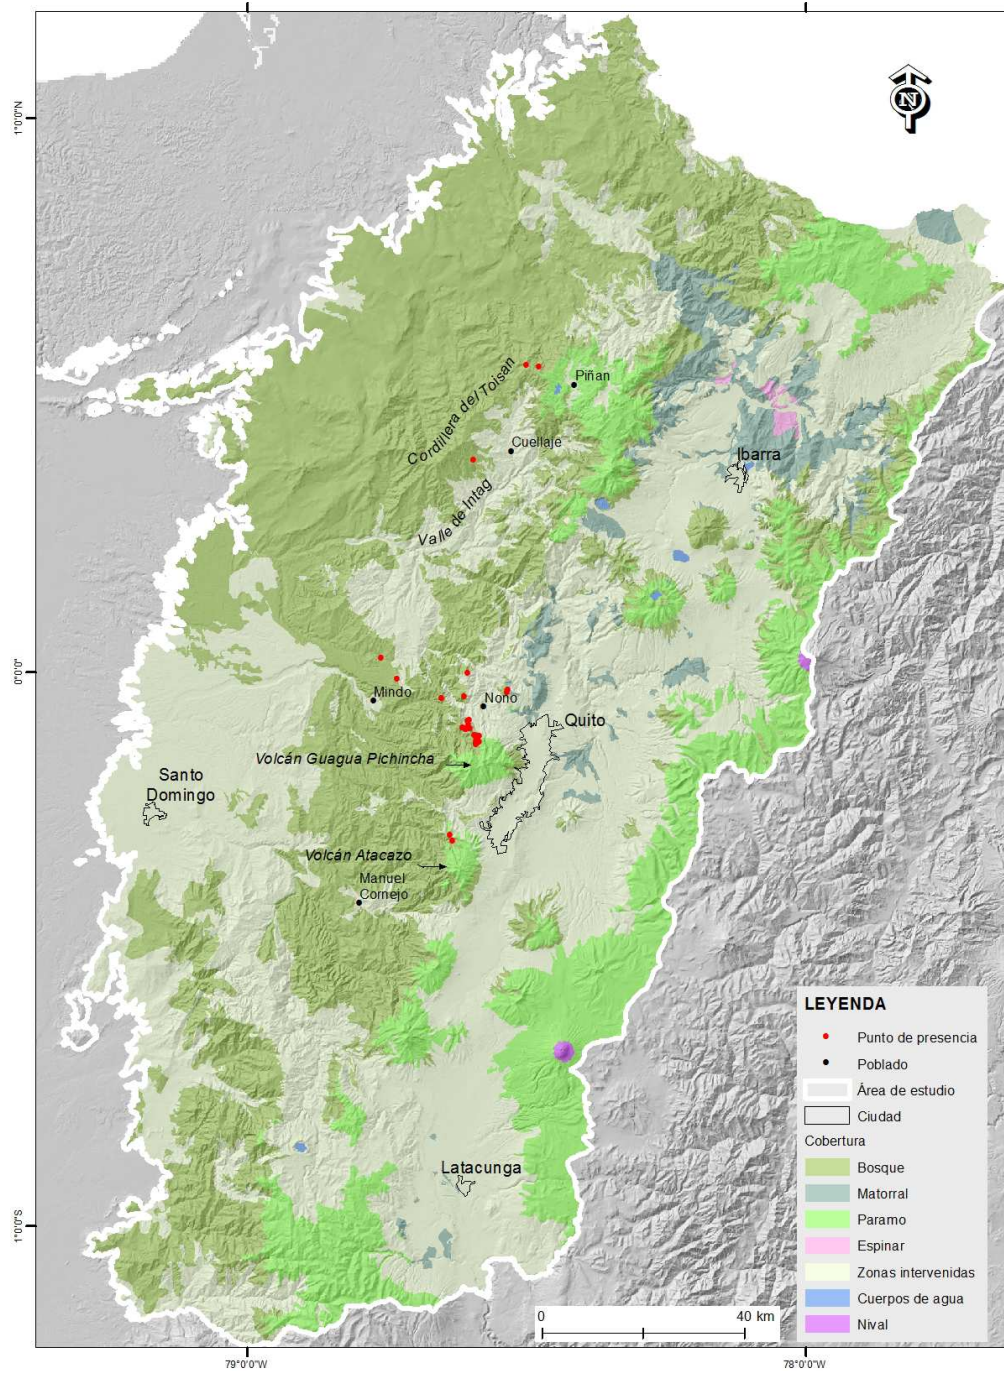 N
1°0'0"N
Piñan
Cordillera del Toisan
Cuellaje
Ibarra
Valle de Intag
0°0'0"
Mindo
Nono
Quito
Volcán Guagua Pichincha
Santo
Domingo
Volcán Atacazo
Manuel
Cornejo
LEYENDA
Punto de presencia
Poblado
Área de estudio
Ciudad
Cobertura
Bosque
Matorral
Paramo
Espinar
Zonas intervenidas
Cuerpos de agua
Nival
Latacunga
1°0'0"S
0 40 km
79°0'0"W 78°0'0"W